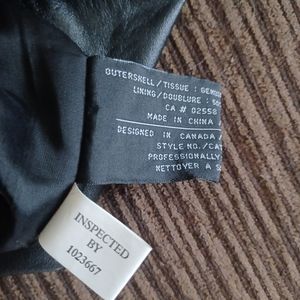 OUTERSHELL/TISSUE : GENUINE
LINING/DOUBLURE :
CA # 02558
MADE IN CHINA /
DESIGNED IN CANADA /
STYLE NO./CAT
PROFESSIONALLY
NETTOYER A
INSPECTED
BY
1023667